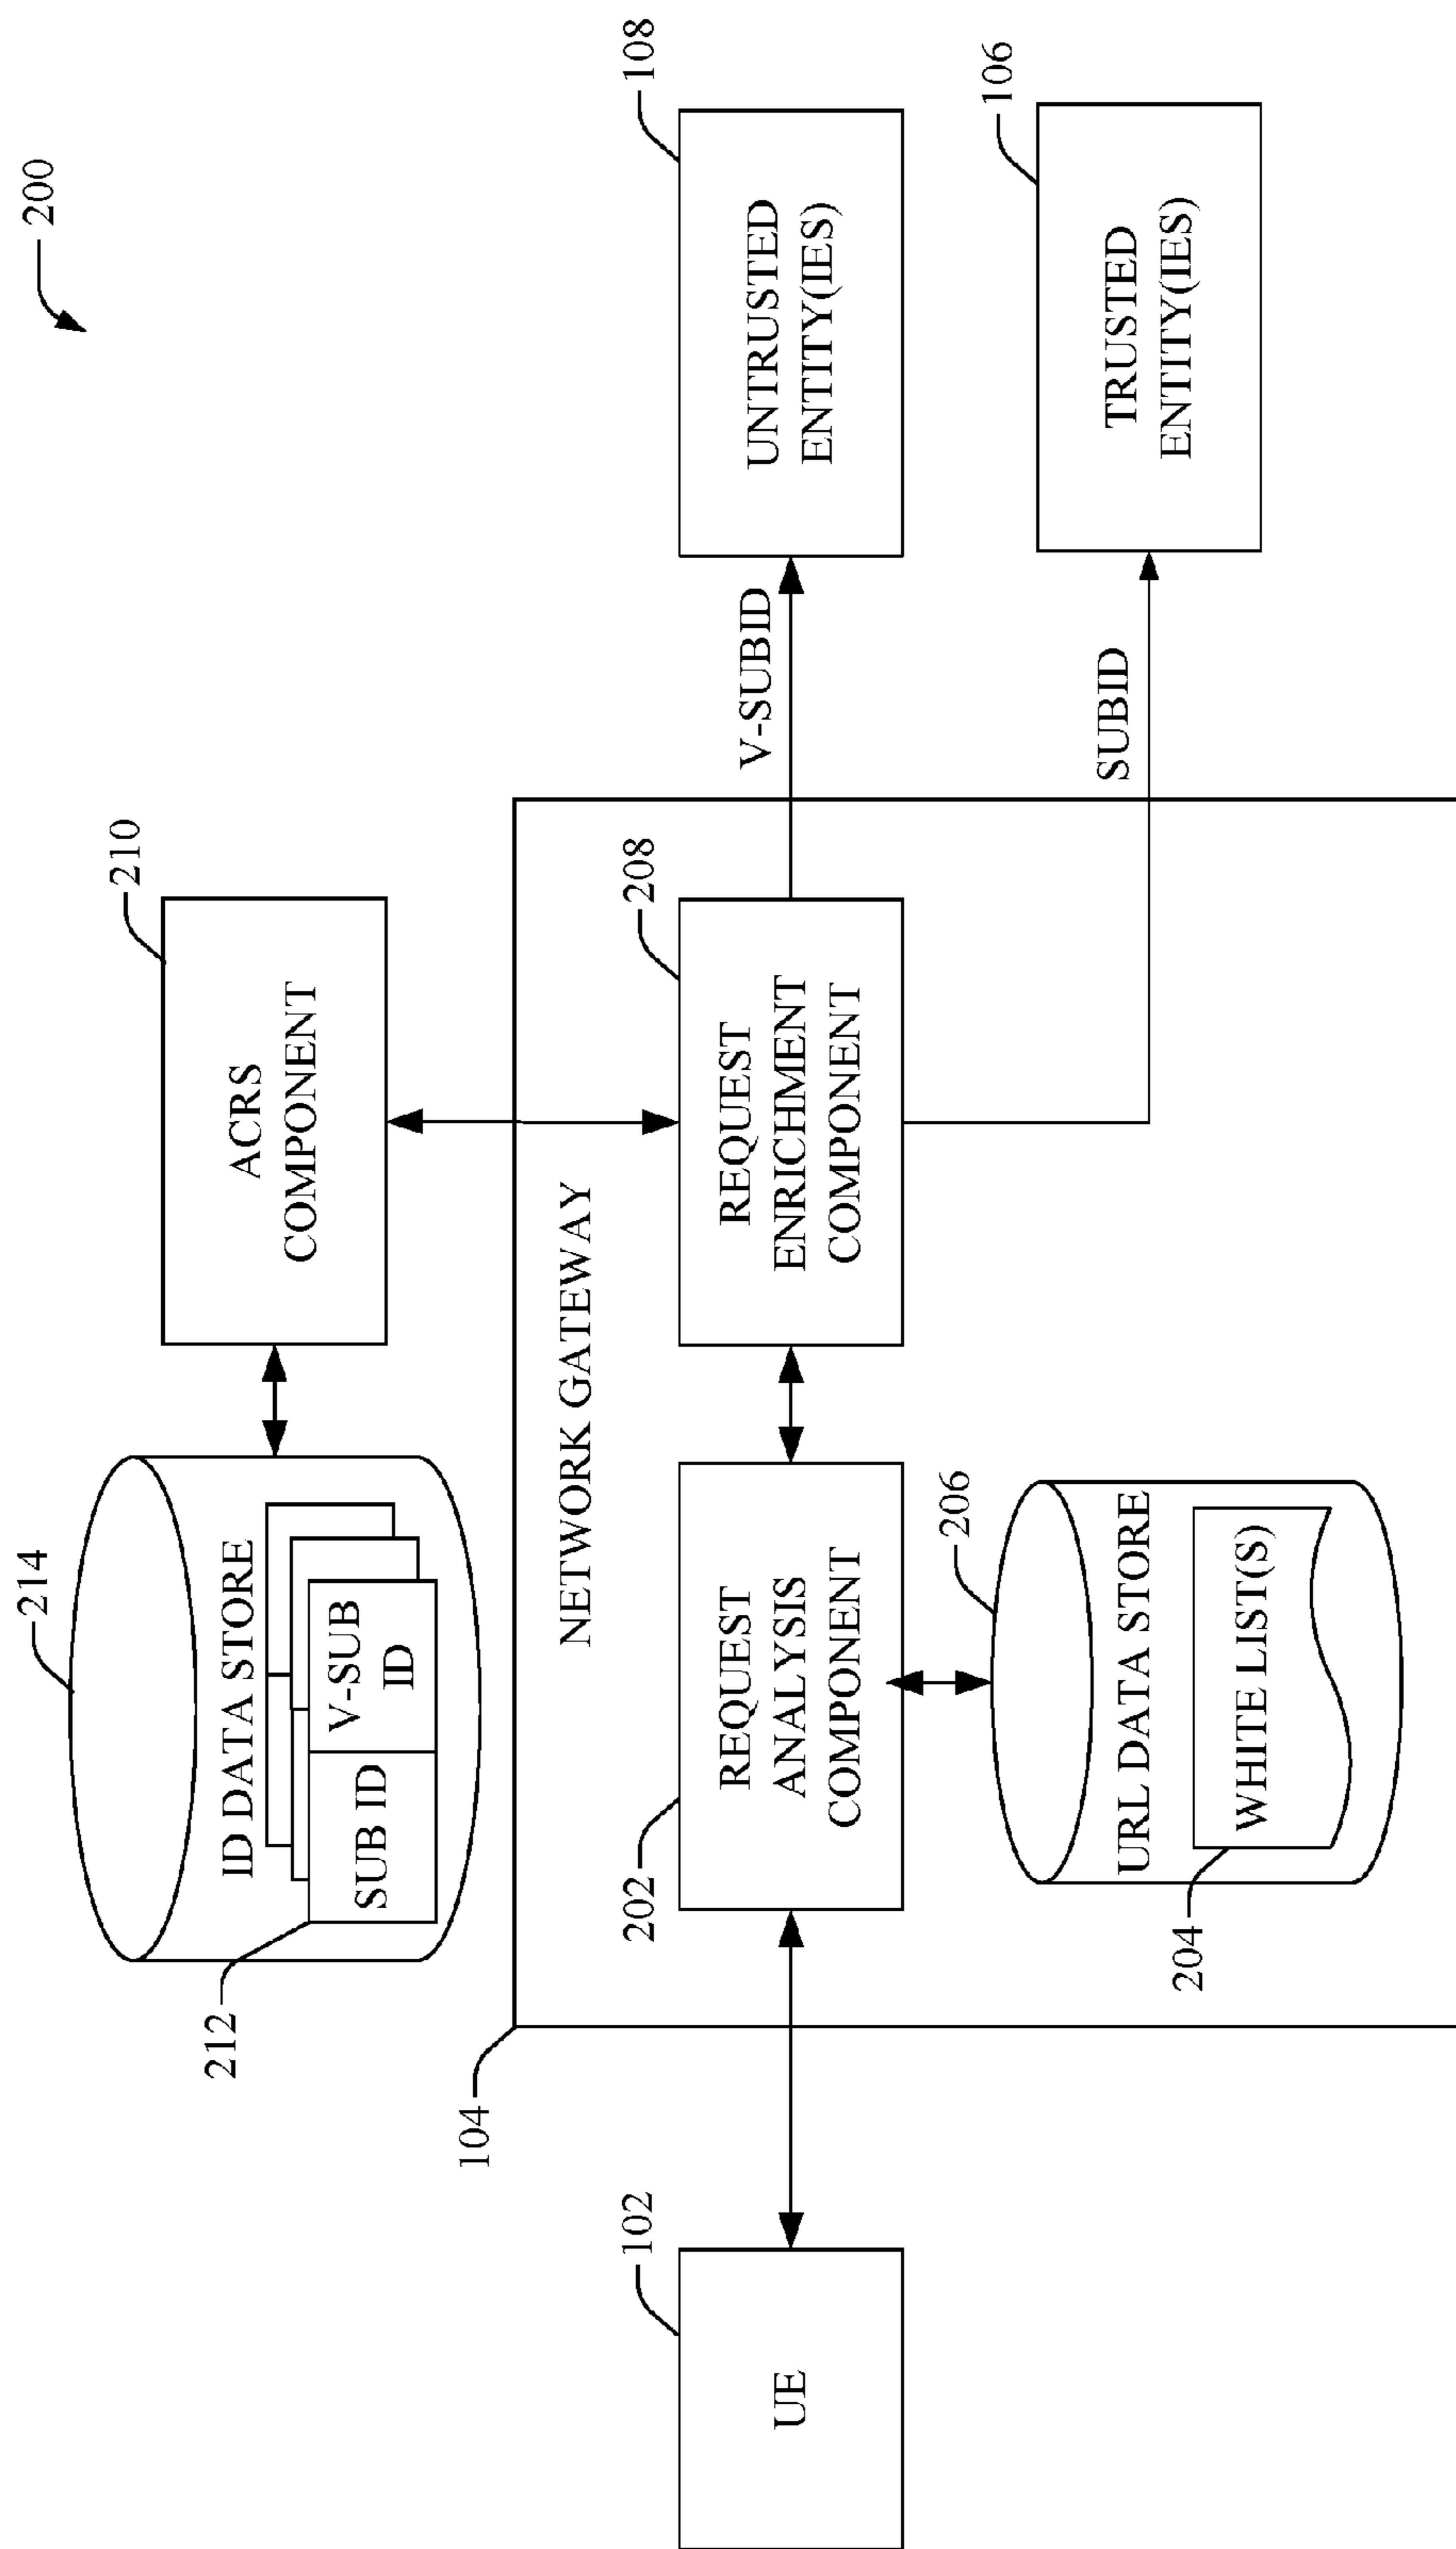 200
214
ID DATA STORE
SUB ID
V-SUB
ID
212
210
ACRS
COMPONENT
104
NETWORK GATEWAY
102
UE
202
REQUEST
ANALYSIS
COMPONENT
208
REQUEST
ENRICHMENT
COMPONENT
V-SUBID
108
UNTRUSTED
ENTITY(IES)
206
URL DATA STORE
WHITE LIST(S)
204
SUBID
106
TRUSTED
ENTITY(IES)